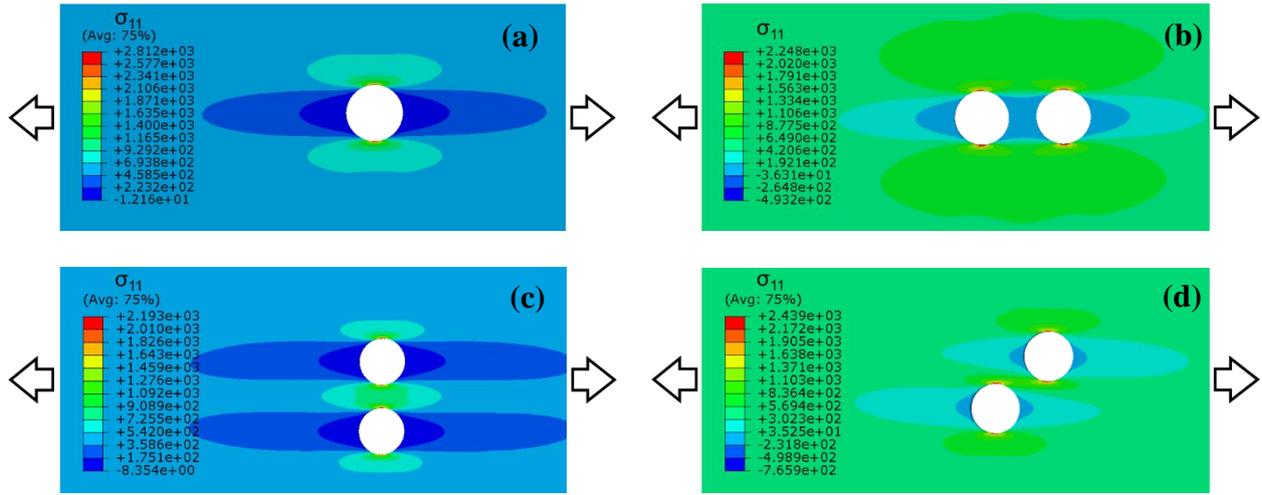 σ11
(a)
(Avg: 75%)
+2.812e+03
+2.577e+03
+2.341e+03
+2.106e+03
+1.871e+03
+1.635e+03
+1.400e+03
+1.165e+03
+9.292e+02
+6.938e+02
+4.585e+02
+2.232e+02
-1.216e+01
σ11
(b)
+2.248e+03
+2.020e+03
+1.791e+03
+1.563e+03
+1.334e+03
+1.106e+03
+8.775e+02
+6.490e+02
+4.206e+02
+1.921e+02
-3.631e+01
-2.648e+02
-4.932e+02
σ11
(Avg: 75%)
(c)
+2.193e+03
+2.010e+03
+1.826e+03
+1.643e+03
+1.459e+03
+1.276e+03
+1.092e+03
+9.089e+02
+7.255e+02
+5.420e+02
+3.586e+02
+1.751e+02
-8.354e+00
σ11
(Avg: 75%)
(d)
+2.439e+03
+2.172e+03
+1.905e+03
+1.638e+03
+1.371e+03
+1.103e+03
+8.364e+02
+5.694e+02
+3.023e+02
+3.525e+01
-2.318e+02
-4.989e+02
-7.659e+02